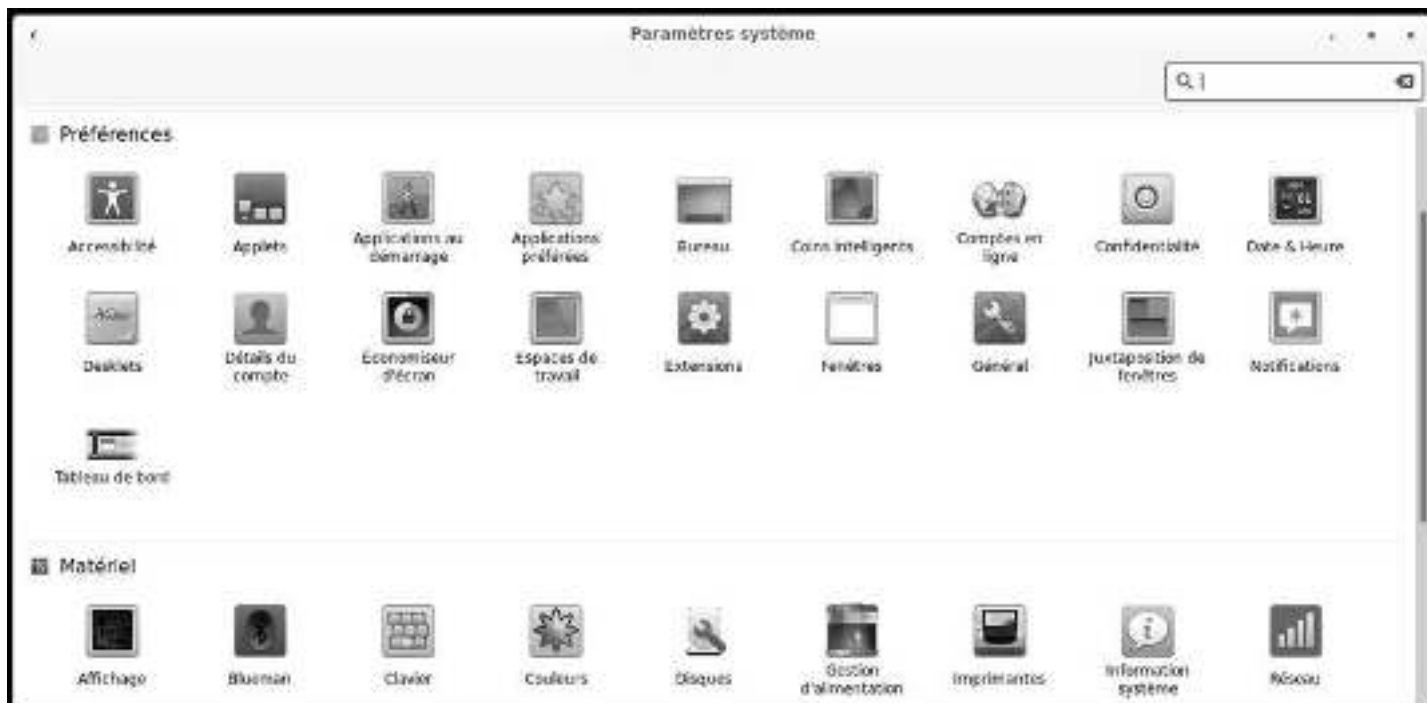 Paramètres système
Préférences
Accessibilité
Applets
Applications au
démarrage
Applications
préférées
Bureau
Coins intelligents
Comptes en
ligne
Confidentialité
Date & Heure
Desklets
Détails du
compte
Économiseur
d'écran
Espaces de
travail
Extensions
Fenêtres
Général
Juxtaposition de
fenêtres
Notifications
Tableau de bord
Matériel
Affichage
Blueman
Clavier
Couleurs
Disques
Gestion
d'alimentation
Imprimantes
Information
système
Réseau